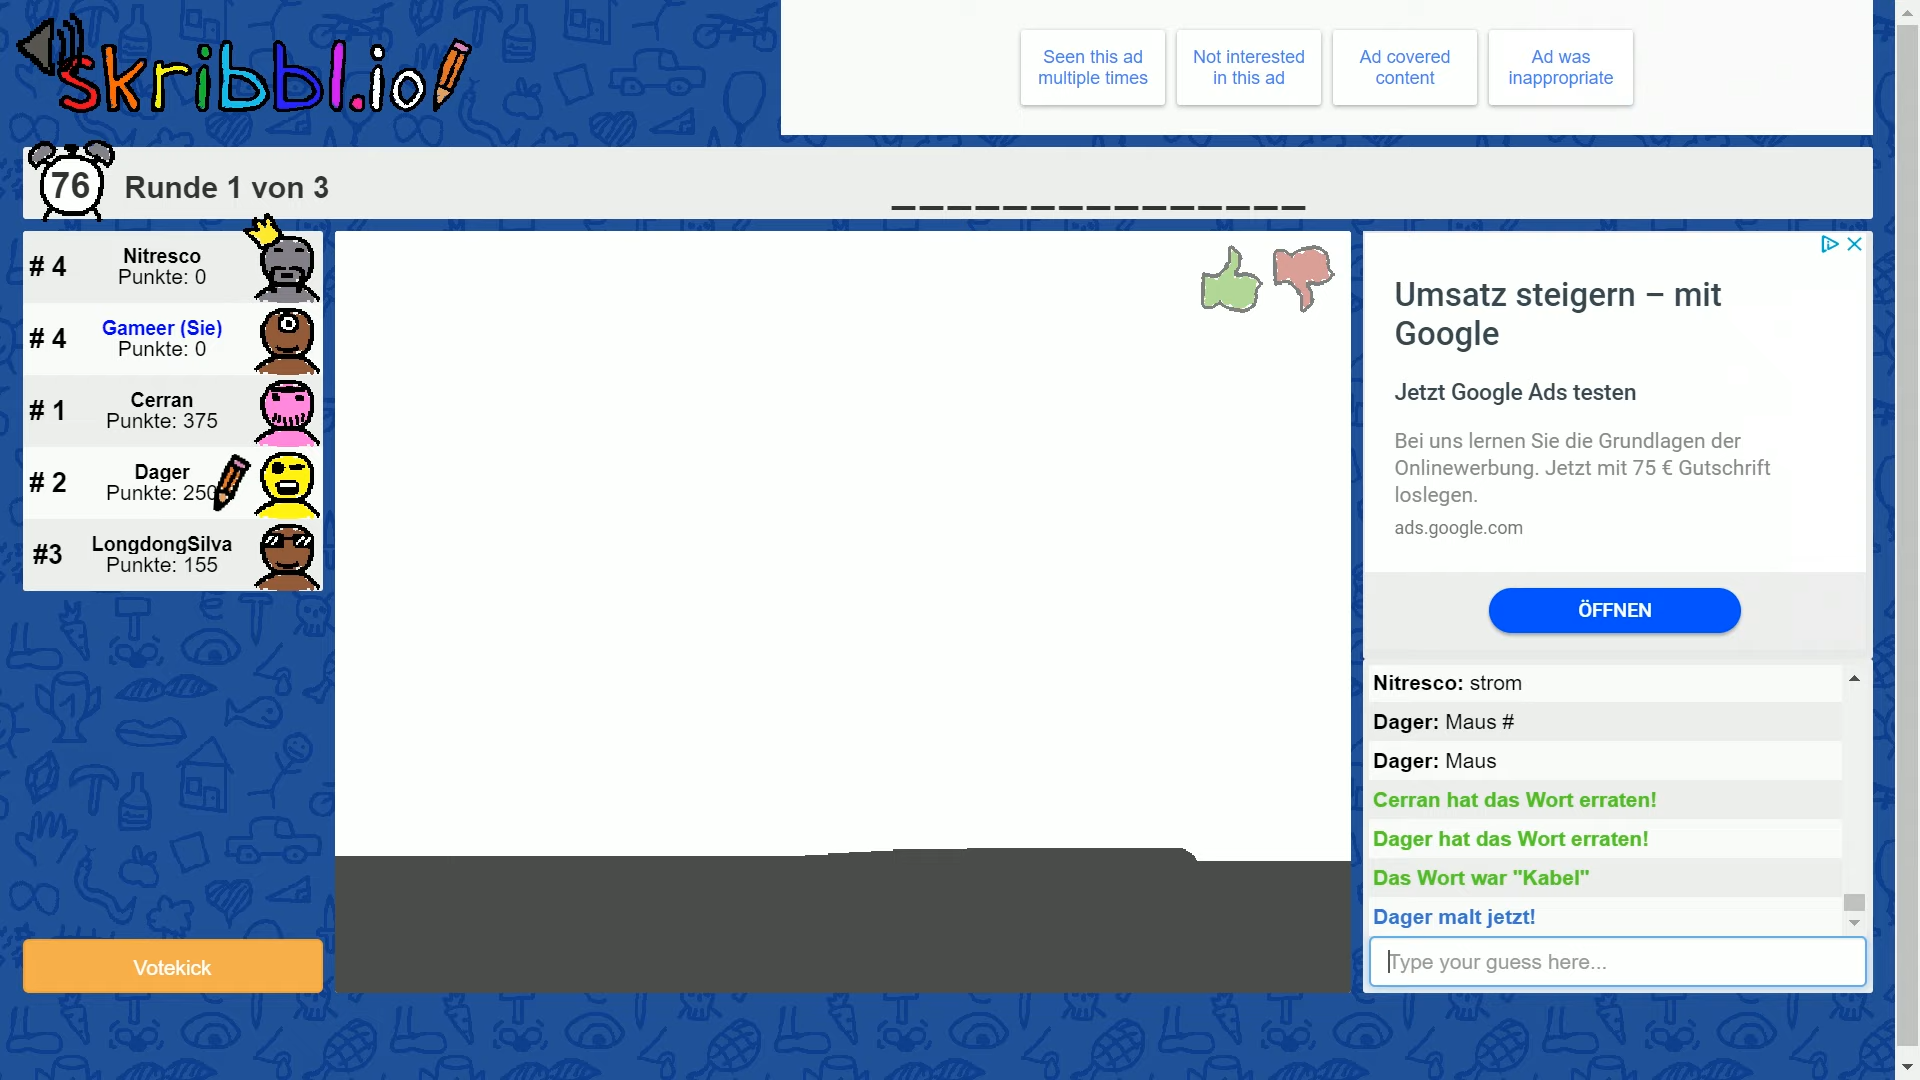 skribbl.io
Seen this ad
multiple times
Not interested
in this ad
Ad covered
content
Ad was
inappropriate
76
Runde 1 von 3
_______________
# 4
Nitresco
Punkte: 0
# 4
Gameer (Sie)
Punkte: 0
# 1
Cerran
Punkte: 375
# 2
Dager
Punkte: 250
#3
LongdongSilva
Punkte: 155
Votekick
Umsatz steigern – mit
Google
Jetzt Google Ads testen
Bei uns lernen Sie die Grundlagen der
Onlinewerbung. Jetzt mit 75 € Gutschrift
loslegen.
ads.google.com
ÖFFNEN
Nitresco: strom
Dager: Maus #
Dager: Maus
Cerran hat das Wort erraten!
Dager hat das Wort erraten!
Das Wort war "Kabel"
Dager malt jetzt!
Type your guess here...